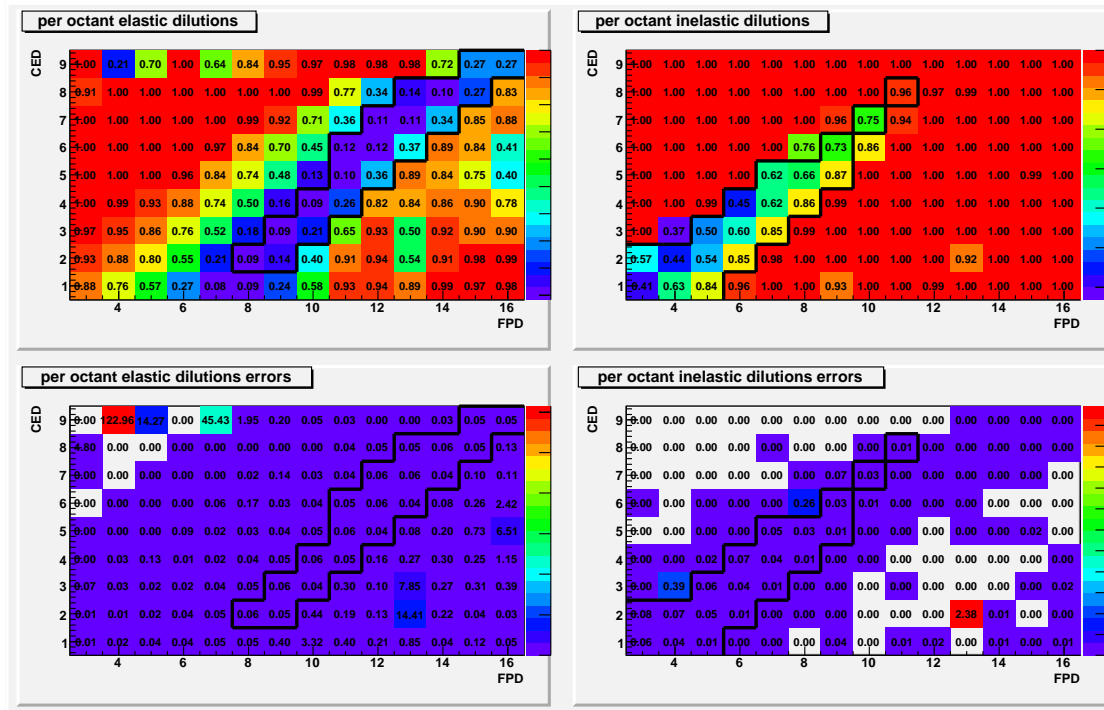 per octant elastic dilutions
CED
9 1.00 0.21 0.70 1.00 0.64 0.84 0.95 0.97 0.98 0.98 0.98 0.72 0.27 0.27
8 0.91 1.00 1.00 1.00 1.00 1.00 0.99 0.77 0.34 0.14 0.10 0.27 0.83
7 1.00 1.00 1.00 1.00 0.99 0.92 0.71 0.36 0.11 0.11 0.34 0.85 0.88
6 1.00 1.00 1.00 0.97 0.84 0.70 0.45 0.12 0.12 0.37 0.89 0.84 0.41
5 1.00 1.00 0.96 0.84 0.74 0.48 0.13 0.10 0.36 0.89 0.84 0.75 0.40
4 1.00 0.99 0.93 0.88 0.74 0.50 0.16 0.09 0.26 0.82 0.84 0.86 0.90 0.78
3 0.97 0.95 0.86 0.76 0.52 0.18 0.09 0.21 0.65 0.93 0.50 0.92 0.90 0.90
2 0.93 0.88 0.80 0.55 0.21 0.09 0.14 0.40 0.91 0.94 0.54 0.91 0.98 0.99
1 0.88 0.76 0.57 0.27 0.08 0.09 0.24 0.58 0.93 0.94 0.89 0.99 0.97 0.98
4 6 8 10 12 14 16
FPD
per octant inelastic dilutions
CED
9 1.00 1.00 1.00 1.00 1.00 1.00 1.00 1.00 1.00 1.00 1.00 1.00 1.00 1.00
8 1.00 1.00 1.00 1.00 1.00 1.00 1.00 1.00 0.96 0.97 0.99 1.00 1.00 1.00
7 1.00 1.00 1.00 1.00 1.00 1.00 0.96 0.75 0.94 1.00 1.00 1.00 1.00 1.00
6 1.00 1.00 1.00 1.00 1.00 0.76 0.73 0.86 1.00 1.00 1.00 1.00 1.00 1.00
5 1.00 1.00 1.00 1.00 0.62 0.66 0.87 1.00 1.00 1.00 1.00 1.00 0.99 1.00
4 1.00 1.00 1.00 0.45 0.62 0.86 0.99 1.00 1.00 1.00 1.00 1.00 1.00 1.00
3 1.00 0.37 0.50 0.60 0.85 0.99 1.00 1.00 1.00 1.00 1.00 1.00 1.00 1.00
2 0.57 0.44 0.54 0.85 0.98 1.00 1.00 1.00 1.00 1.00 0.92 1.00 1.00 1.00
1 0.41 0.63 0.84 0.96 1.00 1.00 0.93 1.00 1.00 0.99 1.00 1.00 1.00 1.00
4 6 8 10 12 14 16
FPD
per octant elastic dilutions errors
CED
9 0.00 122.96 14.27 0.00 45.43 1.95 0.20 0.05 0.03 0.00 0.00 0.03 0.05 0.05
8 4.80 0.00 0.00 0.00 0.00 0.00 0.01 0.03 0.04 0.05 0.05 0.06 0.05 0.13
7 0.00 0.00 0.00 0.00 0.02 0.14 0.03 0.04 0.06 0.06 0.04 0.10 0.11
6 0.00 0.00 0.00 0.06 0.17 0.03 0.04 0.05 0.06 0.04 0.08 0.26 2.42
5 0.00 0.00 0.00 0.09 0.02 0.03 0.04 0.05 0.06 0.04 0.08 0.20 0.73 6.51
4 0.00 0.03 0.13 0.01 0.02 0.04 0.05 0.06 0.05 0.16 0.27 0.30 0.25 1.15
3 0.07 0.03 0.02 0.02 0.04 0.05 0.06 0.04 0.30 0.10 7.85 0.27 0.31 0.39
2 0.01 0.01 0.02 0.04 0.05 0.06 0.05 0.44 0.19 0.13 14.41 0.22 0.04 0.03
1 0.01 0.02 0.04 0.04 0.05 0.05 0.40 3.32 0.40 0.21 0.85 0.04 0.12 0.05
4 6 8 10 12 14 16
FPD
per octant inelastic dilutions errors
CED
9 0.00 0.00 0.00 0.00 0.00 0.00 0.00 0.00 0.00 0.00 0.00 0.00 0.00 0.00
8 0.00 0.00 0.00 0.00 0.00 0.00 0.00 0.00 0.01 0.00 0.00 0.00 0.00 0.00
7 0.00 0.00 0.00 0.00 0.00 0.00 0.07 0.03 0.00 0.00 0.00 0.00 0.00 0.00
6 0.00 0.00 0.00 0.00 0.00 0.26 0.03 0.01 0.00 0.00 0.00 0.00 0.00 0.00
5 0.00 0.00 0.00 0.00 0.05 0.03 0.01 0.00 0.00 0.00 0.00 0.00 0.02 0.00
4 0.00 0.00 0.02 0.07 0.04 0.01 0.00 0.00 0.00 0.00 0.00 0.00 0.00 0.00
3 0.00 0.39 0.06 0.04 0.01 0.00 0.00 0.00 0.00 0.00 0.00 0.00 0.00 0.02
2 0.08 0.07 0.05 0.01 0.00 0.00 0.00 0.00 0.00 0.00 2.38 0.01 0.00 0.00
1 0.06 0.04 0.01 0.00 0.00 0.00 0.04 0.00 0.01 0.02 0.00 0.01 0.00 0.01
4 6 8 10 12 14 16
FPD